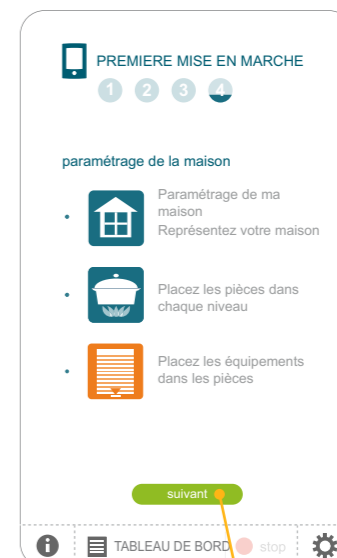 PREMIERE MISE EN MARCHE
1 2 3 4
paramétrage de la maison
Paramétrage de ma
maison
Représentez votre maison
Placez les pièces dans
chaque niveau
Placez les équipements
dans les pièces
suivant
TABLEAU DE BORD stop